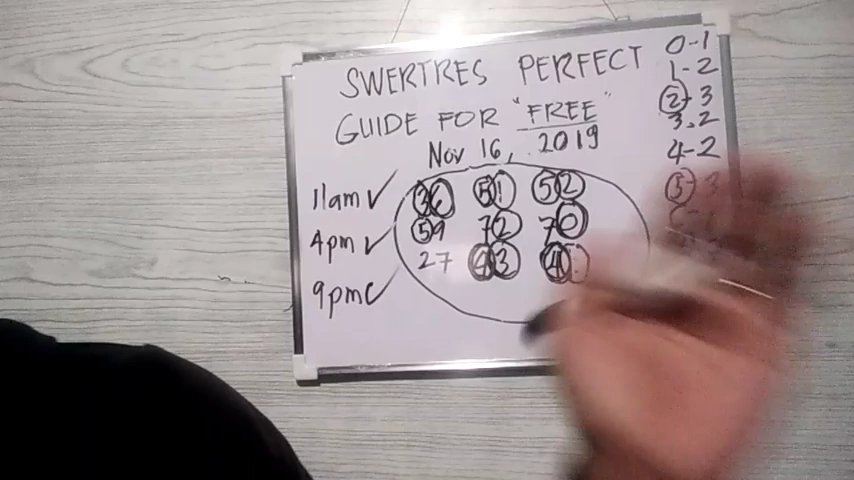 SWERTRES PERFECT
GUIDE FOR "FREE"
Nov 16, 2019
11am ✓ 36 51 52
4pm ✓ 59 72 70
9pm ✓ 27 43
0-1
1-2
2-3
3-2
4-2